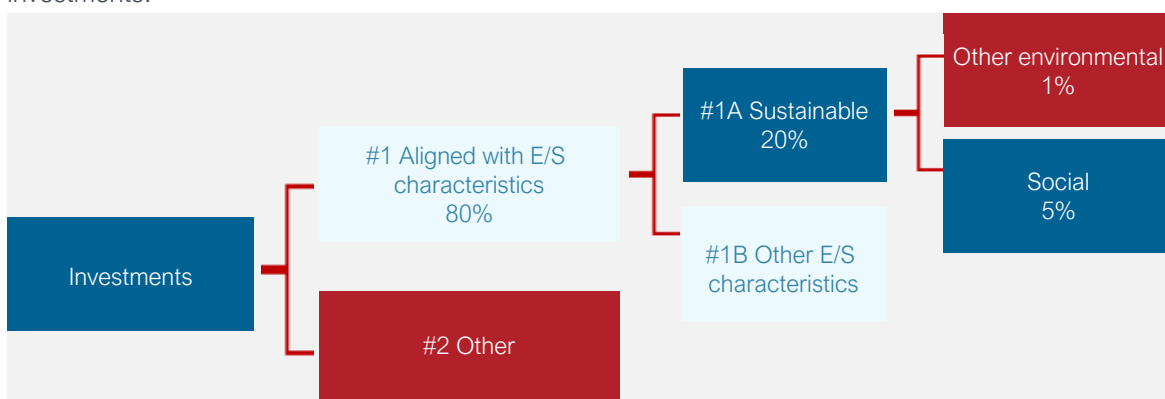 Investments
#1 Aligned with E/S
characteristics
80%
#2 Other
#1A Sustainable
20%
#1B Other E/S
characteristics
Other environmental
1%
Social
5%